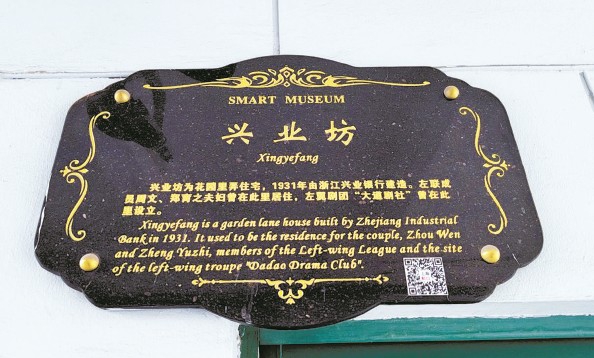 SMART MUSEUM
兴业坊
Xingyefang
兴业坊为花园里弄住宅，1931年由浙江兴业银行建造。左联成
员周文、郑育之夫妇曾在此里居住，左翼剧团“大道剧社”曾在此
里设立。
Xingyefang is a garden lane house built by Zhejiang Industrial
Bank in 1931. It used to be the residence for the couple, Zhou Wen
and Zheng Yuzhi, members of the Left-wing League and the site
of the left-wing troupe "Dadao Drama Club".